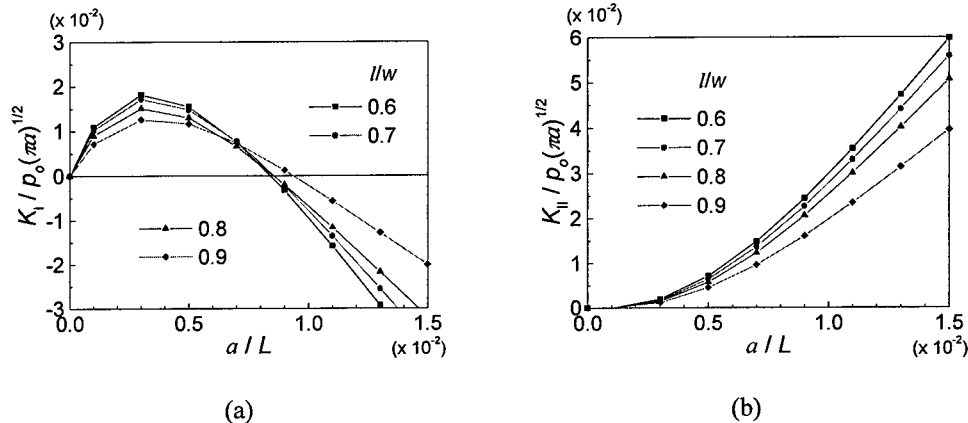 (x 10⁻²)
3
2
1
0
-1
-2
-3
K_I / p_o(πa)^1/2
l/w
0.6
0.7
0.8
0.9
0.0
0.5
1.0
1.5
a / L
(x 10⁻²)
(a)
(x 10⁻²)
6
4
2
0
K_II / p_o(πa)^1/2
l/w
0.6
0.7
0.8
0.9
0.0
0.5
1.0
1.5
a / L
(x 10⁻²)
(b)